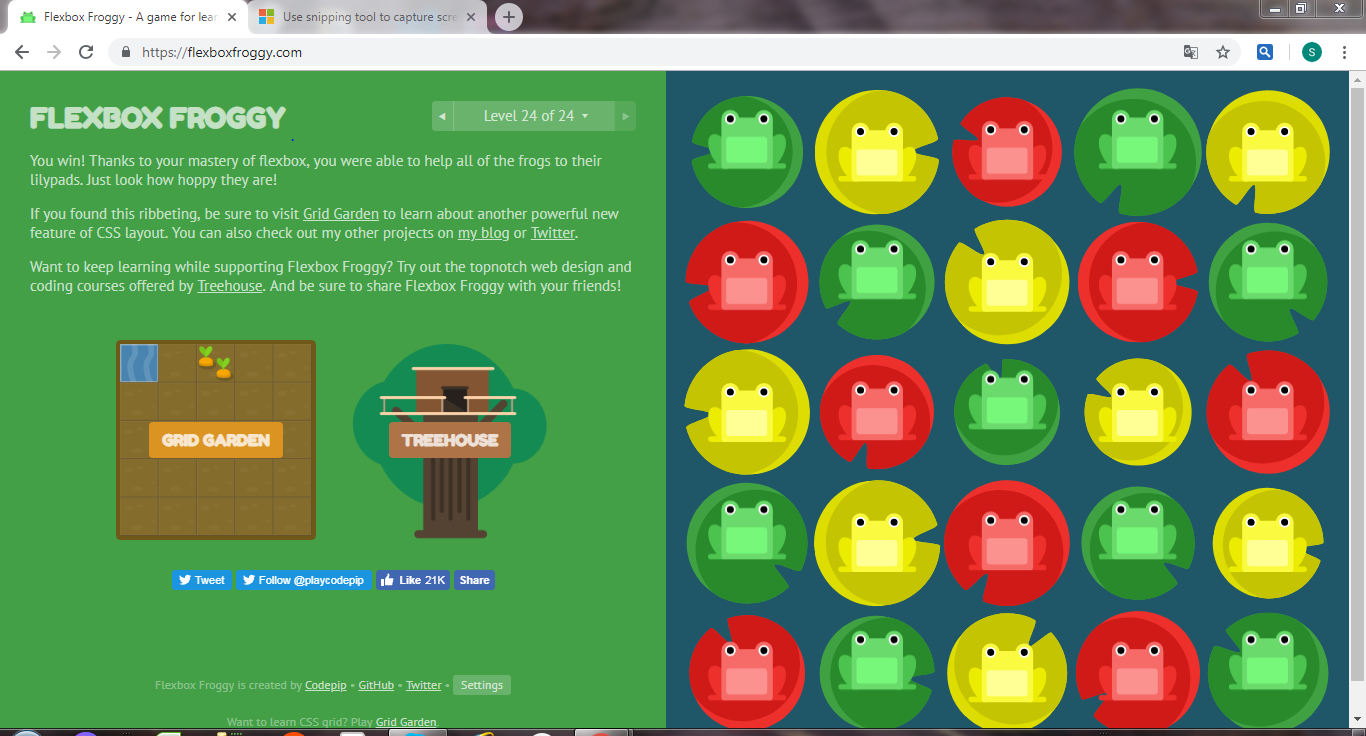 Flexbox Froggy - A game for lear
Use snipping tool to capture scre
https://flexboxfroggy.com
S
FLEXBOX FROGGY
Level 24 of 24
You win! Thanks to your mastery of flexbox, you were able to help all of the frogs to their
lilypads. Just look how hoppy they are!
If you found this ribbeting, be sure to visit Grid Garden to learn about another powerful new
feature of CSS layout. You can also check out my other projects on my blog or Twitter.
Want to keep learning while supporting Flexbox Froggy? Try out the topnotch web design and
coding courses offered by Treehouse. And be sure to share Flexbox Froggy with your friends!
GRID GARDEN
TREEHOUSE
Tweet
Follow @playcodepip
Like 21K
Share
Flexbox Froggy is created by Codepip • GitHub • Twitter • Settings
Want to learn CSS grid? Play Grid Garden.